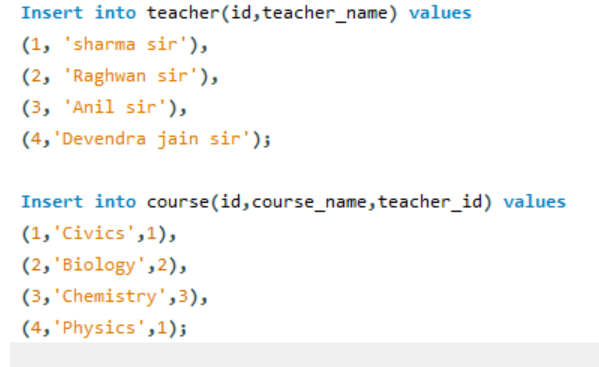 Insert into teacher(id,teacher_name) values
(1, 'sharma sir'),
(2, 'Raghwan sir'),
(3, 'Anil sir'),
(4,'Devendra jain sir');
Insert into course(id,course_name,teacher_id) values
(1,'Civics',1),
(2,'Biology',2),
(3,'Chemistry',3),
(4,'Physics',1);